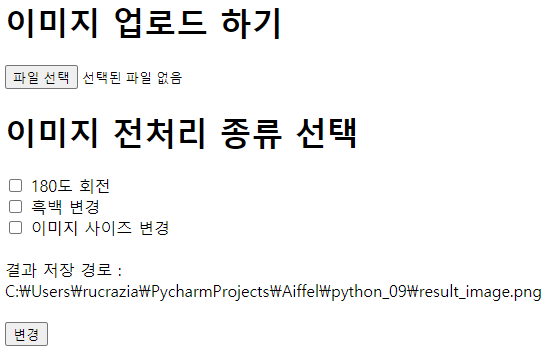 이미지 업로드 하기
파일 선택 선택된 파일 없음
이미지 전처리 종류 선택
180도 회전
흑백 변경
이미지 사이즈 변경
결과 저장 경로 :
C:₩Users₩rucrazia₩PycharmProjects₩Aiffel₩python_09₩result_image.png
변경